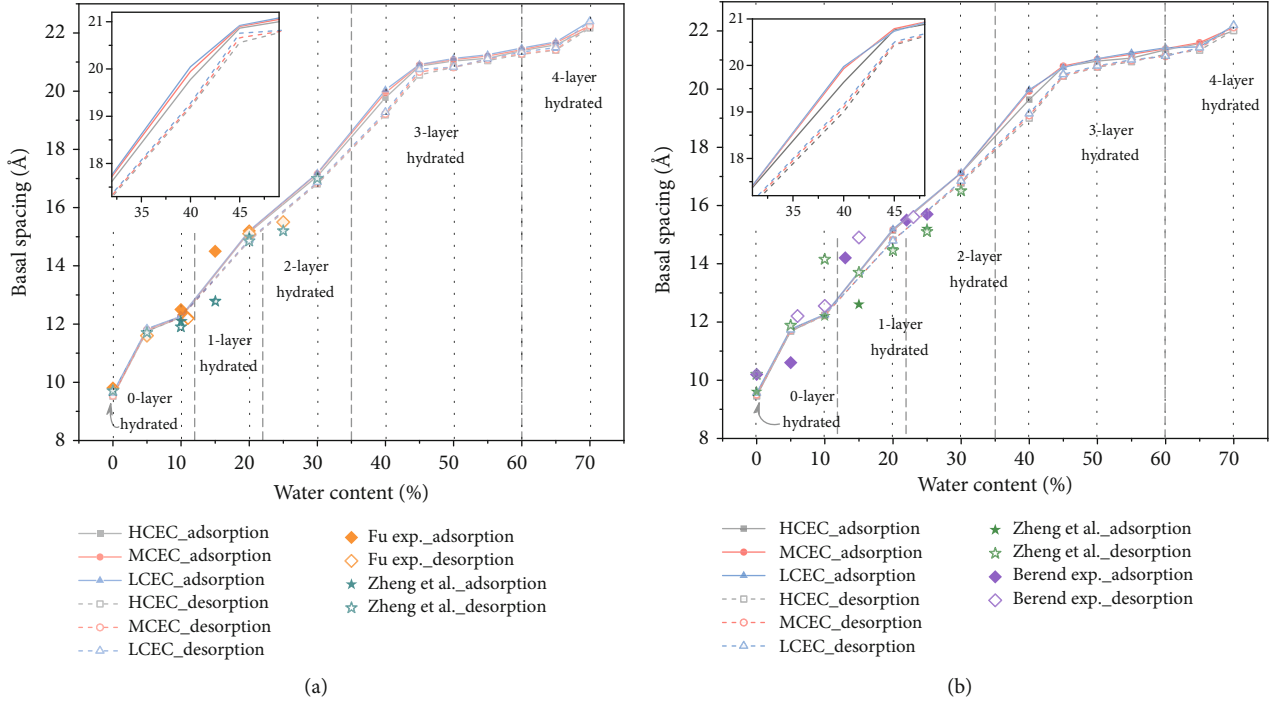 21
20
19
18
35
40
45
22
20
18
16
14
12
10
8
Basal spacing (Å)
0-layer
hydrated
1-layer
hydrated
2-layer
hydrated
3-layer
hydrated
4-layer
hydrated
0 10 20 30 40 50 60 70
Water content (%)
HCEC_adsorption
MCEC_adsorption
LCEC_adsorption
HCEC_desorption
MCEC_desorption
LCEC_desorption
Fu exp._adsorption
Fu exp._desorption
Zheng et al._adsorption
Zheng et al._desorption
(a)
21
20
19
18
35
40
45
22
20
18
16
14
12
10
8
Basal spacing (Å)
0-layer
hydrated
1-layer
hydrated
2-layer
hydrated
3-layer
hydrated
4-layer
hydrated
0 10 20 30 40 50 60 70
Water content (%)
HCEC_adsorption
MCEC_adsorption
LCEC_adsorption
HCEC_desorption
MCEC_desorption
LCEC_desorption
Zheng et al._adsorption
Zheng et al._desorption
Berend exp._adsorption
Berend exp._desorption
(b)